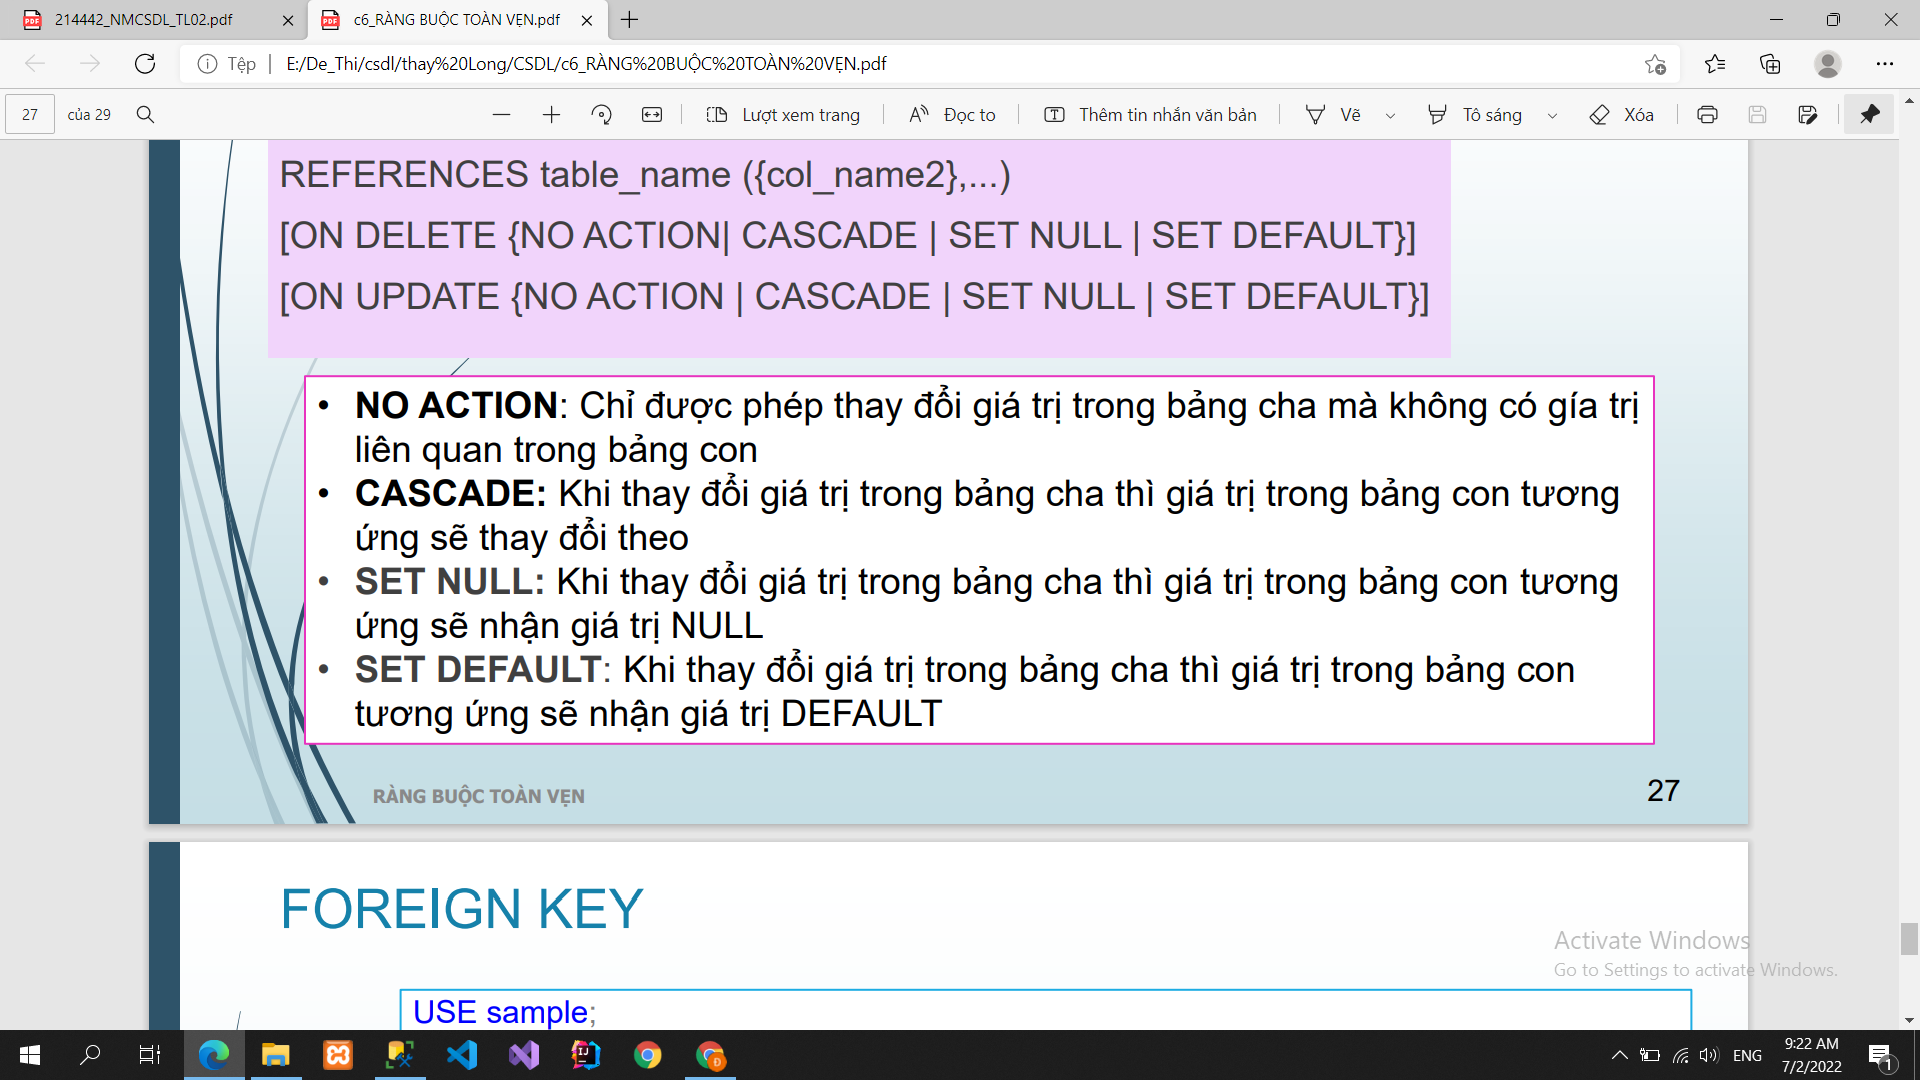 214442_NMCSDL_TL02.pdf
c6_RÀNG BUỘC TOÀN VẸN.pdf
Tệp
E:/De_Thi/csdl/thay%20Long/CSDL/c6_RÀNG%20BUỘC%20TOÀN%20VẸN.pdf
27
của 29
Lượt xem trang
Đọc to
Thêm tin nhắn văn bản
Vẽ
Tô sáng
Xóa
REFERENCES table_name ({col_name2},...)
[ON DELETE {NO ACTION| CASCADE | SET NULL | SET DEFAULT}]
[ON UPDATE {NO ACTION | CASCADE | SET NULL | SET DEFAULT}]
• NO ACTION: Chỉ được phép thay đổi giá trị trong bảng cha mà không có gía trị
liên quan trong bảng con
• CASCADE: Khi thay đổi giá trị trong bảng cha thì giá trị trong bảng con tương
ứng sẽ thay đổi theo
• SET NULL: Khi thay đổi giá trị trong bảng cha thì giá trị trong bảng con tương
ứng sẽ nhận giá trị NULL
• SET DEFAULT: Khi thay đổi giá trị trong bảng cha thì giá trị trong bảng con
tương ứng sẽ nhận giá trị DEFAULT
RÀNG BUỘC TOÀN VẸN
27
FOREIGN KEY
USE sample;
Activate Windows
Go to Settings to activate Windows.
ENG
9:22 AM
7/2/2022
1